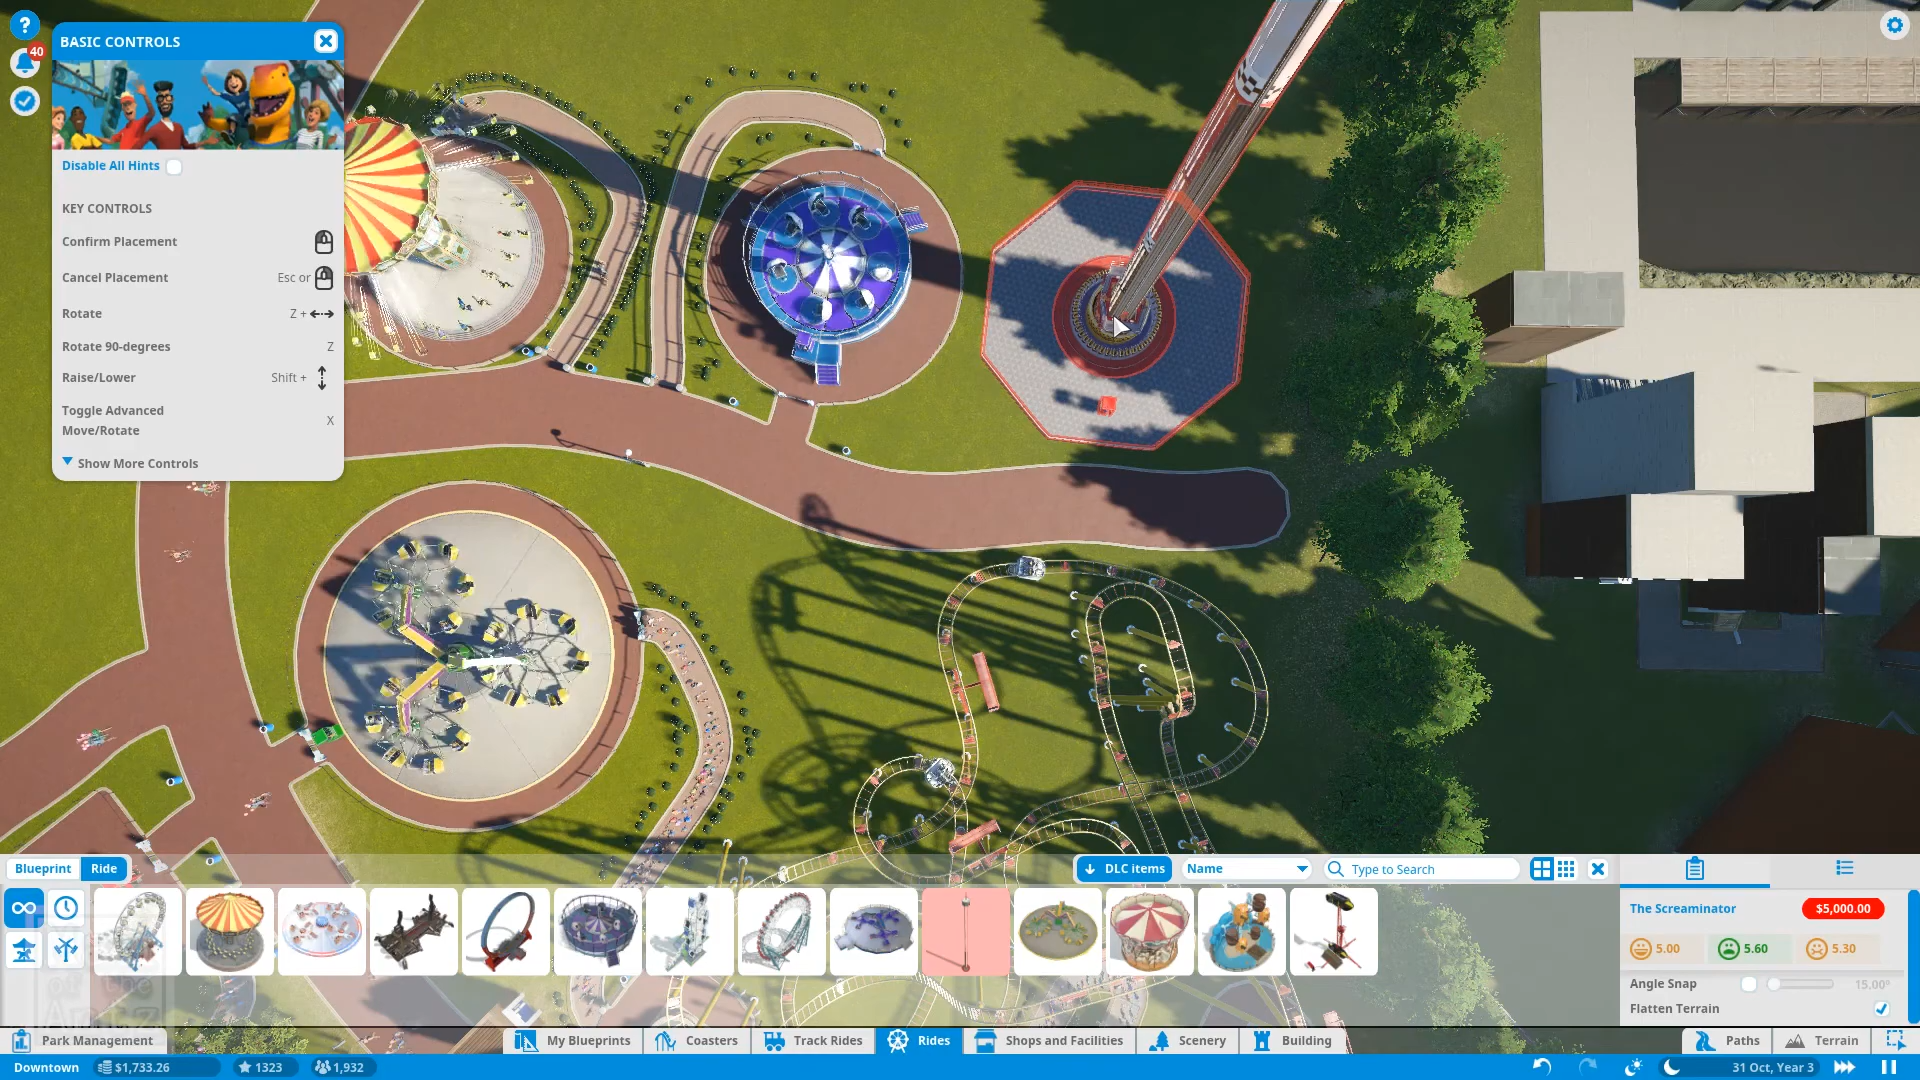 ?
BASIC CONTROLS
40
Disable All Hints
KEY CONTROLS
Confirm Placement
Cancel Placement Esc or
Rotate Z +
Rotate 90-degrees Z
Raise/Lower Shift +
Toggle Advanced
Move/Rotate X
Show More Controls
Blueprint Ride DLC items Name Type to Search
The Screaminator $5,000.00
5.00 5.60 5.30
Angle Snap 15.00°
Flatten Terrain
of the
Park Management My Blueprints Coasters Track Rides Rides Shops and Facilities Scenery Building Paths Terrain
Downtown $1,733.26 1323 1,932 31 Oct, Year 3